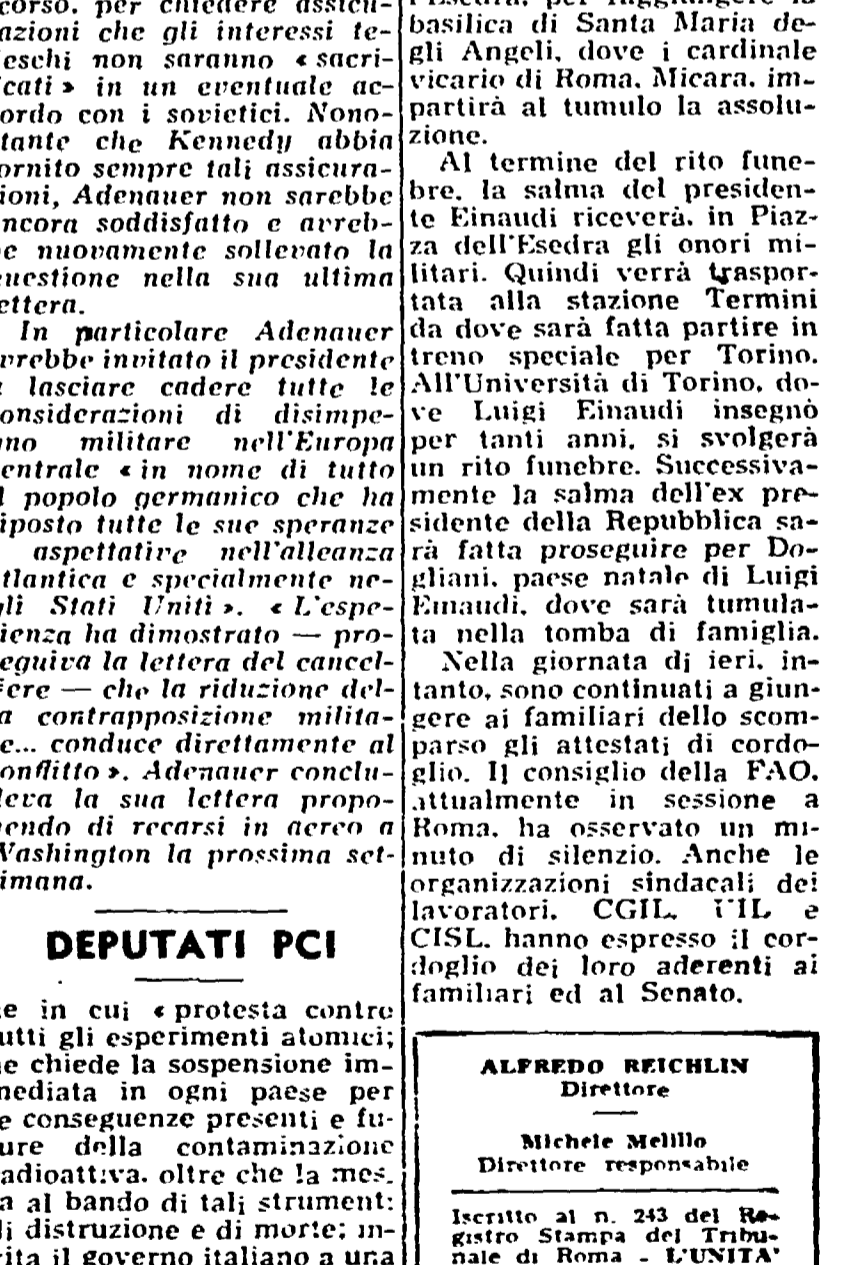 corso, per chiedere assicu-
azioni che gli interessi te-
eschi non saranno « sacri-
cati » in un eventuale ac-
ordo con i sovietici. Nono-
tante che Kennedy abbia
ornito sempre tali assicura-
ioni, Adenauer non sarebbe
ncora soddisfatto e avreb-
e nuovamente sollevato la
uestione nella sua ultima
ettera.
In particolare Adenauer
vrebbe invitato il presidente
lasciare cadere tutte le
onsiderazioni di disimpe-
no militare nell'Europa
entrale « in nome di tutto
l popolo germanico che ha
iposto tutte le sue speranze
aspettative nell'alleanza
tlantica e specialmente ne-
gli Stati Uniti ». « L'espe-
ienza ha dimostrato — pro-
eguiva la lettera del cancel-
iere — che la riduzione del-
a contrapposizione milita-
e... conduce direttamente al
onflitto ». Adenauer conclu-
deva la sua lettera propo-
nendo di recarsi in aereo a
Washington la prossima set-
imana.
DEPUTATI PCI
e in cui « protesta contro
utti gli esperimenti atomici;
e chiede la sospensione im-
mediata in ogni paese per
e conseguenze presenti e fu-
ure della contaminazione
adioattiva. oltre che la mes-
a al bando di tali strumenti
di distruzione e di morte; in-
vita il governo italiano a una
basilica di Santa Maria de-
gli Angeli, dove i cardinale
vicario di Roma, Micara, im-
partirà al tumulo la assolu-
zione.
Al termine del rito fune-
bre, la salma del presiden-
te Einaudi riceverà, in Piaz-
za dell'Esedra gli onori mi-
litari. Quindi verrà traspor-
tata alla stazione Termini
da dove sarà fatta partire in
treno speciale per Torino.
All'Università di Torino, do-
ve Luigi Einaudi insegnò
per tanti anni, si svolgerà
un rito funebre. Successiva-
mente la salma dell'ex pre-
sidente della Repubblica sa-
rà fatta proseguire per Do-
gliani, paese natale di Luigi
Einaudi, dove sarà tumula-
ta nella tomba di famiglia.
Nella giornata di ieri, in-
tanto, sono continuati a giun-
gere ai familiari dello scom-
parso gli attestati di cordo-
glio. Il consiglio della FAO,
attualmente in sessione a
Roma, ha osservato un mi-
nuto di silenzio. Anche le
organizzazioni sindacali dei
lavoratori, CGIL, UIL e
CISL, hanno espresso il cor-
doglio dei loro aderenti ai
familiari ed al Senato.
ALFREDO REICHLIN
Direttore
Michele Melillo
Direttore responsabile
Iscritto al n. 243 del Re-
gistro Stampa del Tribu-
nale di Roma - L'UNITA'